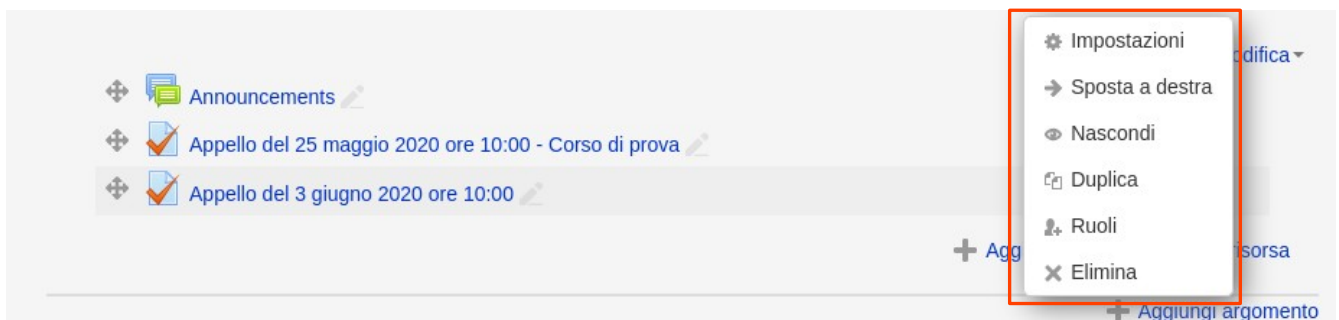 Impostazioni
Sposta a destra
Nascondi
Duplica
Ruoli
Elimina
Announcements
Appello del 25 maggio 2020 ore 10:00 - Corso di prova
Appello del 3 giugno 2020 ore 10:00
Aggiungi argomento